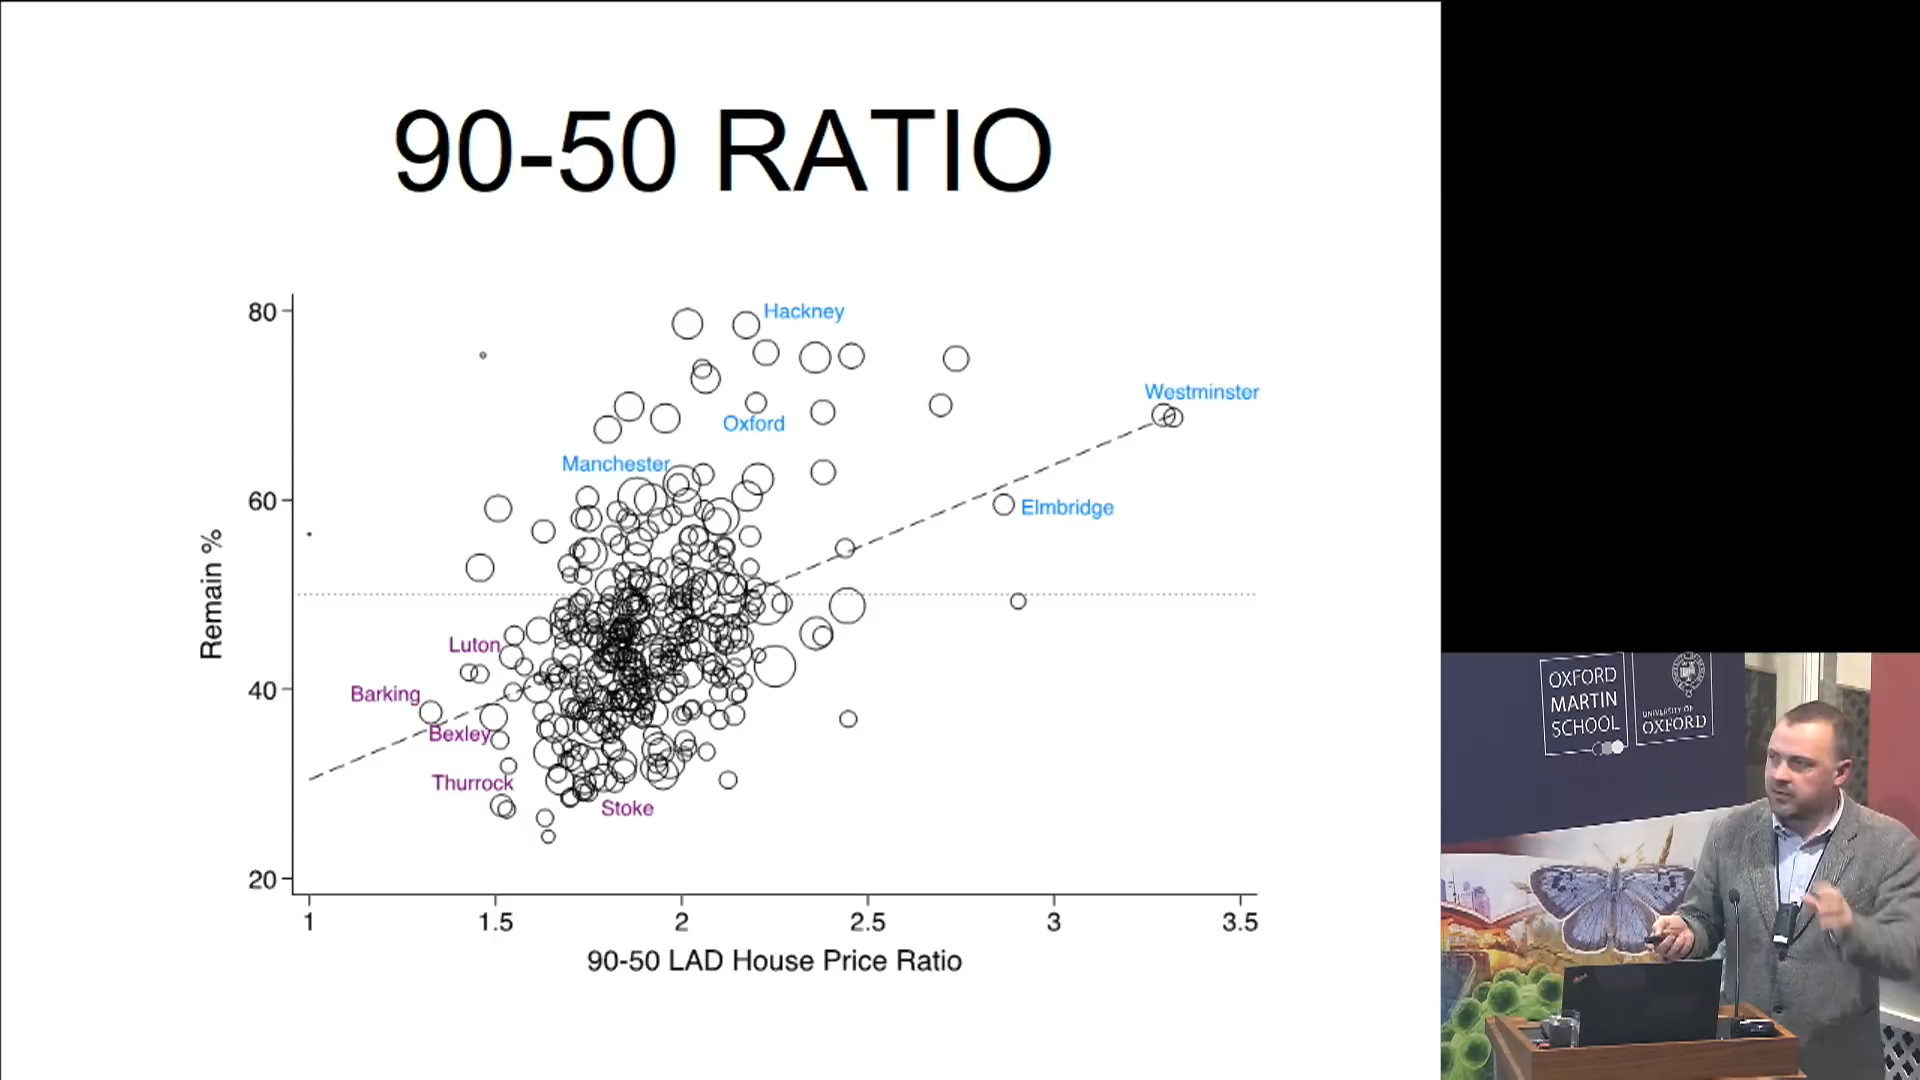 90-50 RATIO
80
60
40
20
Remain %
Hackney
Westminster
Oxford
Manchester
Elmbridge
Luton
Barking
Bexley
Thurrock
Stoke
1
1.5
2
2.5
3
3.5
90-50 LAD House Price Ratio
OXFORD
MARTIN
SCHOOL
UNIVERSITY OF
OXFORD